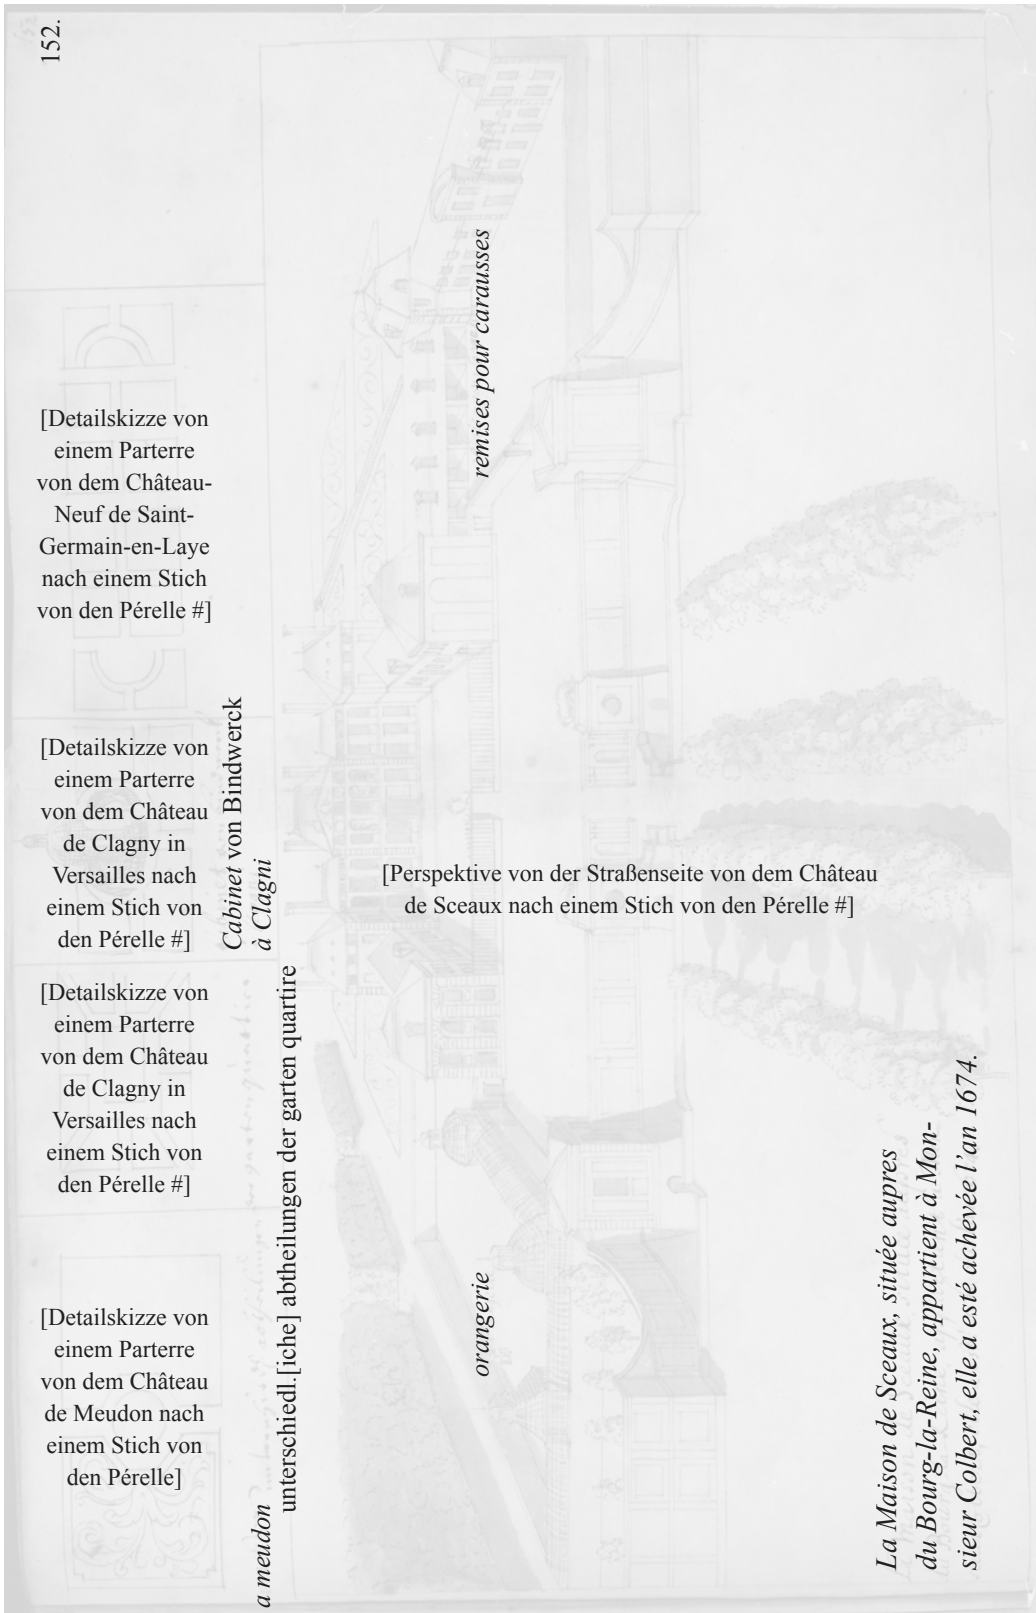 152.
[Detailskizze von
einem Parterre
von dem Château-
Neuf de Saint-
Germain-en-Laye
nach einem Stich
von den Pérelle #]
[Detailskizze von
einem Parterre
von dem Château
de Clagny in
Versailles nach
einem Stich von
den Pérelle #]
Cabinet von Bindwerck
à Clagni
[Detailskizze von
einem Parterre
von dem Château
de Clagny in
Versailles nach
einem Stich von
den Pérelle #]
[Detailskizze von
einem Parterre
von dem Château
de Meudon nach
einem Stich von
den Pérelle]
a meudon
unterschiedl.[iche] abtheilungen der garten quartire
remises pour carausses
[Perspektive von der Straßenseite von dem Château
de Sceaux nach einem Stich von den Pérelle #]
orangerie
La Maison de Sceaux, située aupres
du Bourg-la-Reine, appartient à Mon-
sieur Colbert, elle a esté achevée l'an 1674.